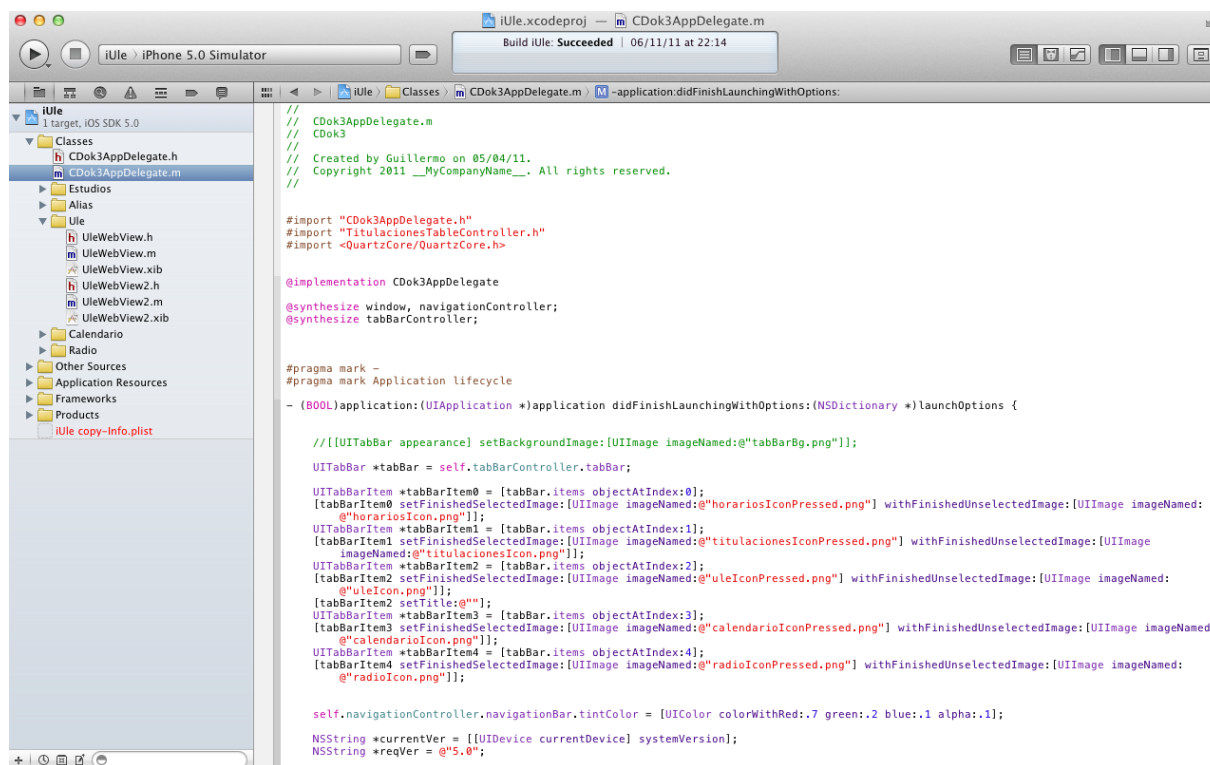 iUle.xcodeproj — m CDok3AppDelegate.m
iUle › iPhone 5.0 Simulator
Build iUle: Succeeded | 06/11/11 at 22:14
iUle › Classes › m CDok3AppDelegate.m › M -application:didFinishLaunchingWithOptions:
iUle
1 target, iOS SDK 5.0
Classes
h CDok3AppDelegate.h
m CDok3AppDelegate.m
Estudios
Alias
Ule
h UleWebView.h
m UleWebView.m
UleWebView.xib
h UleWebView2.h
m UleWebView2.m
UleWebView2.xib
Calendario
Radio
Other Sources
Application Resources
Frameworks
Products
iUle copy-Info.plist
//
//  CDok3AppDelegate.m
//  CDok3
//
//  Created by Guillermo on 05/04/11.
//  Copyright 2011 __MyCompanyName__. All rights reserved.
//
#import "CDok3AppDelegate.h"
#import "TitulacionesTableController.h"
#import <QuartzCore/QuartzCore.h>
@implementation CDok3AppDelegate
@synthesize window, navigationController;
@synthesize tabBarController;
#pragma mark -
#pragma mark Application lifecycle
- (BOOL)application:(UIApplication *)application didFinishLaunchingWithOptions:(NSDictionary *)launchOptions {
//[[UITabBar appearance] setBackgroundImage:[UIImage imageNamed:@"tabBarBg.png"]];
UITabBar *tabBar = self.tabBarController.tabBar;
UITabBarItem *tabBarItem0 = [tabBar.items objectAtIndex:0];
[tabBarItem0 setFinishedSelectedImage:[UIImage imageNamed:@"horariosIconPressed.png"] withFinishedUnselectedImage:[UIImage imageNamed:
@"horariosIcon.png"]];
UITabBarItem *tabBarItem1 = [tabBar.items objectAtIndex:1];
[tabBarItem1 setFinishedSelectedImage:[UIImage imageNamed:@"titulacionesIconPressed.png"] withFinishedUnselectedImage:[UIImage
imageNamed:@"titulacionesIcon.png"]];
UITabBarItem *tabBarItem2 = [tabBar.items objectAtIndex:2];
[tabBarItem2 setFinishedSelectedImage:[UIImage imageNamed:@"uleIconPressed.png"] withFinishedUnselectedImage:[UIImage imageNamed:
@"uleIcon.png"]];
[tabBarItem2 setTitle:@""];
UITabBarItem *tabBarItem3 = [tabBar.items objectAtIndex:3];
[tabBarItem3 setFinishedSelectedImage:[UIImage imageNamed:@"calendarioIconPressed.png"] withFinishedUnselectedImage:[UIImage imageNamed
@"calendarioIcon.png"]];
UITabBarItem *tabBarItem4 = [tabBar.items objectAtIndex:4];
[tabBarItem4 setFinishedSelectedImage:[UIImage imageNamed:@"radioIconPressed.png"] withFinishedUnselectedImage:[UIImage imageNamed:
@"radioIcon.png"]];
self.navigationController.navigationBar.tintColor = [UIColor colorWithRed:.7 green:.2 blue:.1 alpha:.1];
NSString *currentVer = [[UIDevice currentDevice] systemVersion];
NSString *reqVer = @"5.0";